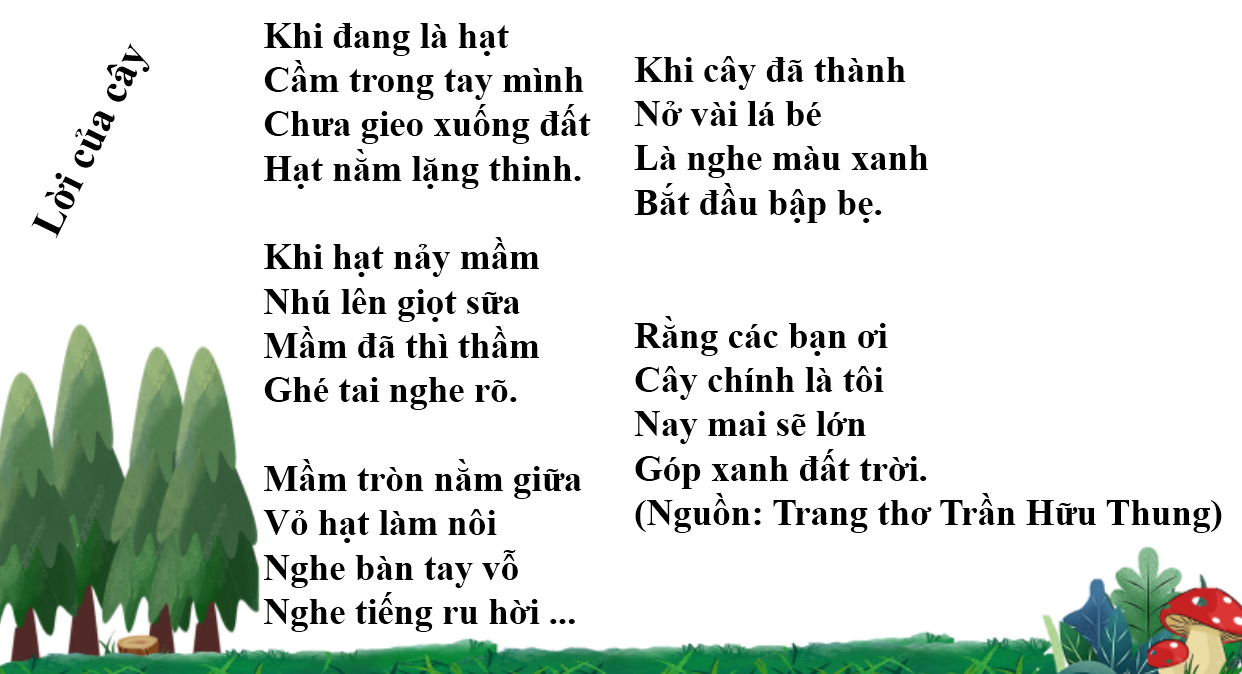 Lời của cây
Khi đang là hạt
Cầm trong tay mình
Chưa gieo xuống đất
Hạt nằm lặng thinh.
Khi hạt nảy mầm
Nhú lên giọt sữa
Mầm đã thì thầm
Ghé tai nghe rõ.
Mầm tròn nằm giữa
Vỏ hạt làm nôi
Nghe bàn tay vỗ
Nghe tiếng ru hời ...
Khi cây đã thành
Nở vài lá bé
Là nghe màu xanh
Bắt đầu bập bẹ.
Rằng các bạn ơi
Cây chính là tôi
Nay mai sẽ lớn
Góp xanh đất trời.
(Nguồn: Trang thơ Trần Hữu Thung)